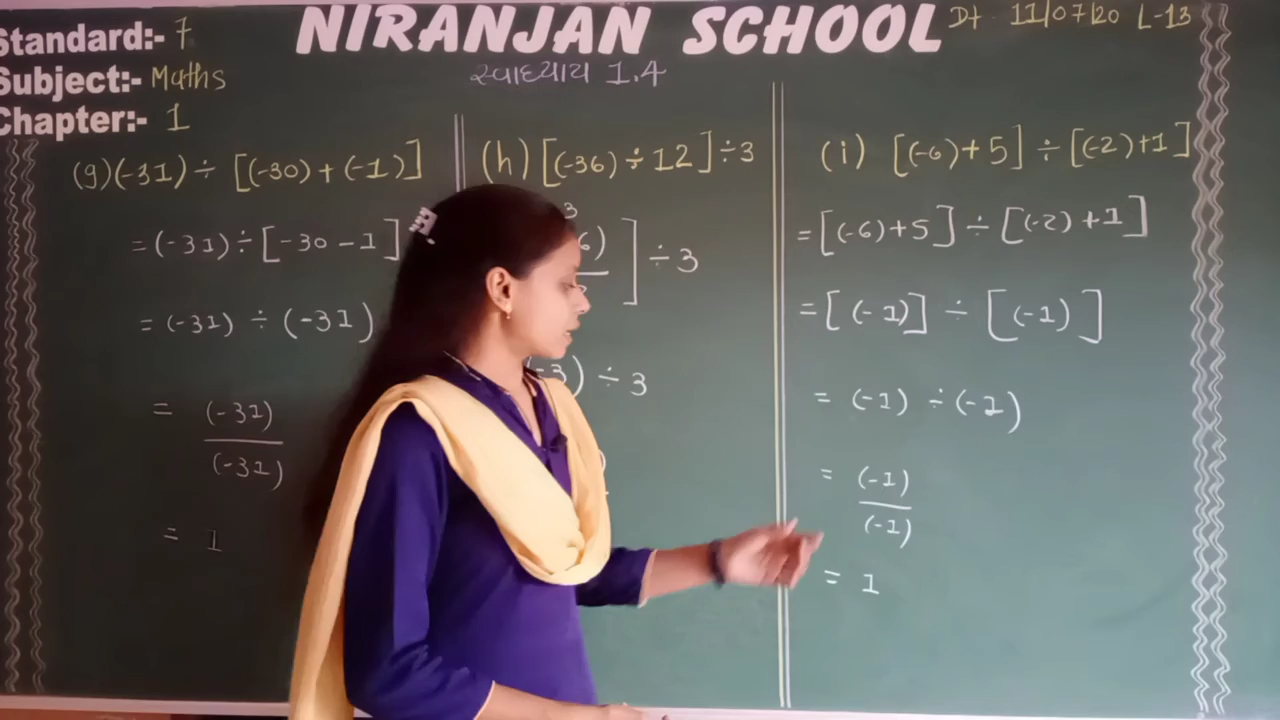 NIRANJAN SCHOOL
Dt 11/07/20 L-13
Standard:- 7
Subject:- Maths
Chapter:- 1
સ્વાધ્યાય 1.4
(g) (-31) ÷ [(-30) + (-1)]
= (-31) ÷ [-30 - 1]
= (-31) ÷ (-31)
= (-31)
(-31)
= 1
(h) [(-36) ÷ 12] ÷ 3
3
] ÷ 3
-3) ÷ 3
(i) [(-6) + 5] ÷ [(-2) + 1]
= [(-6) + 5] ÷ [(-2) + 1]
= [(-1)] ÷ [(-1)]
= (-1) ÷ (-1)
= (-1)
(-1)
= 1